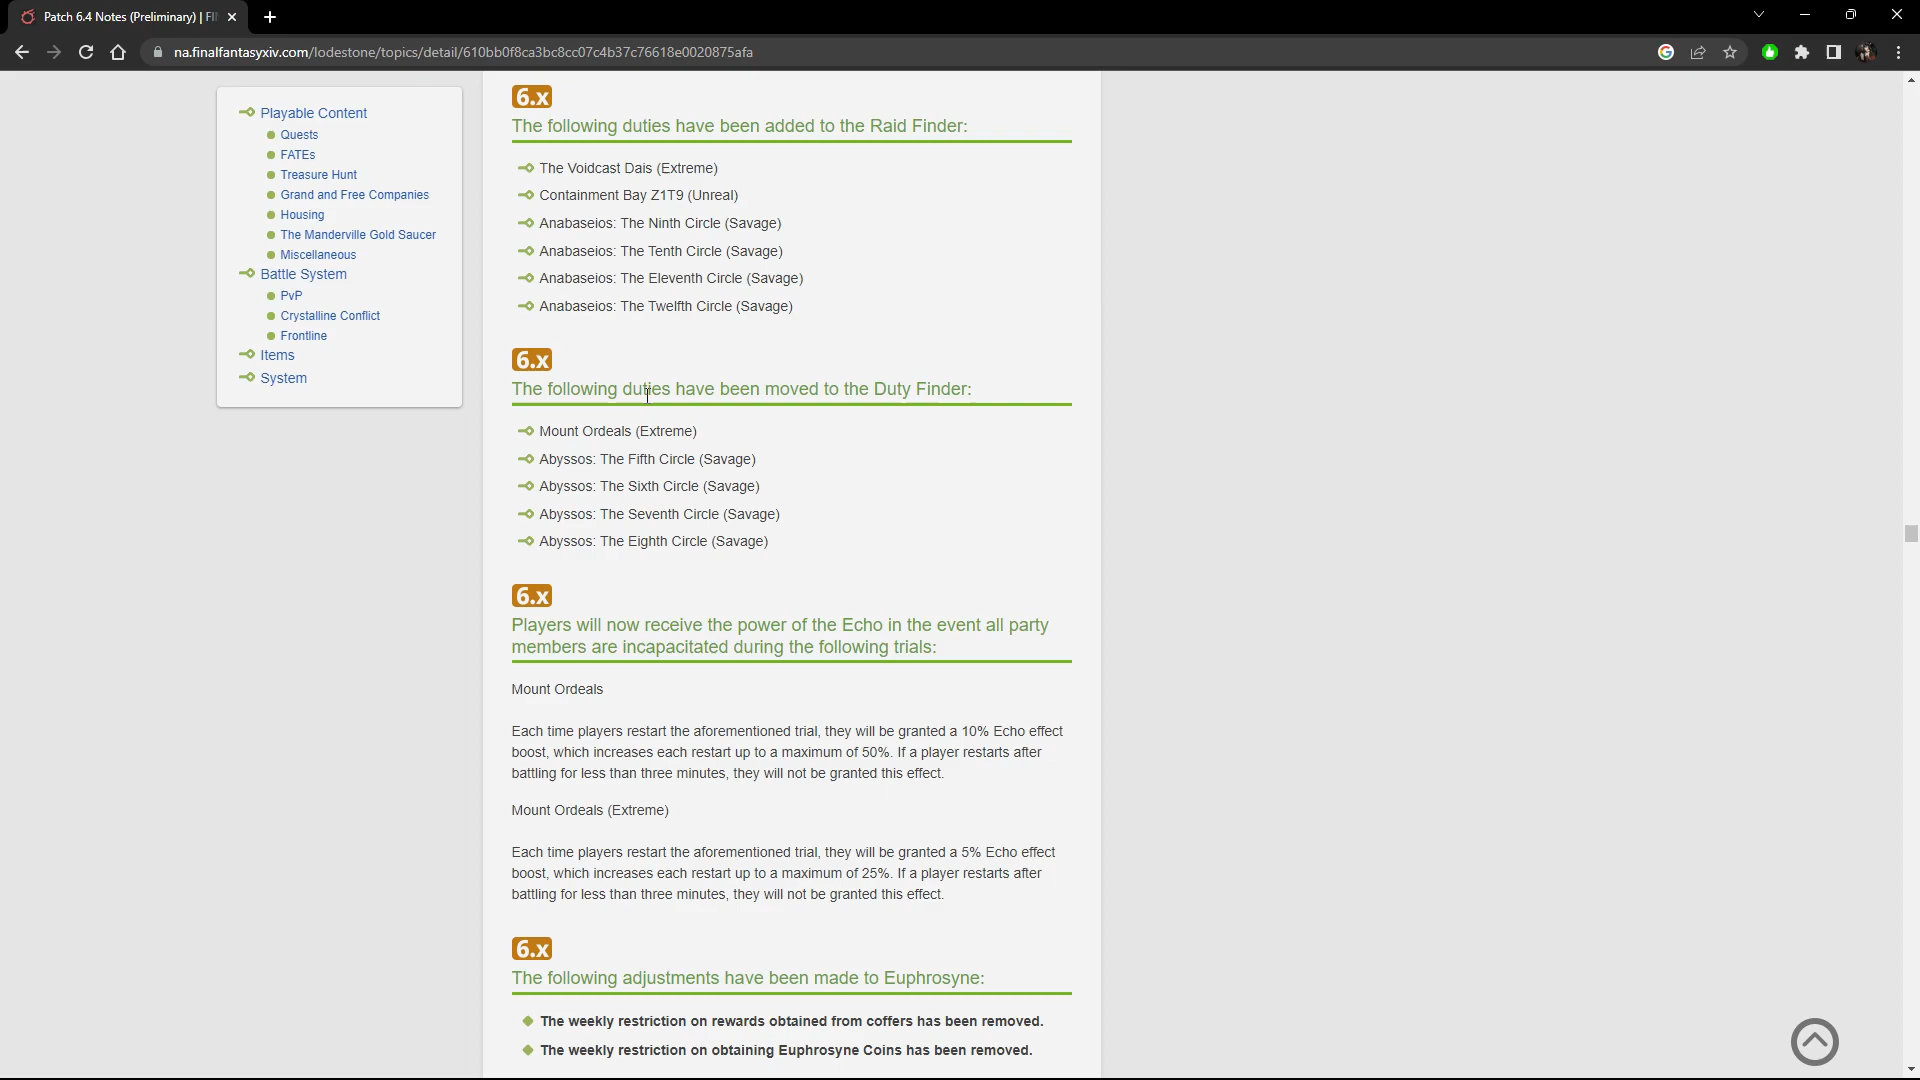 Patch 6.4 Notes (Preliminary) | FI
na.finalfantasyxiv.com/lodestone/topics/detail/610bb0f8ca3bc8cc07c4b37c76618e0020875afa
Playable Content
Quests
FATEs
Treasure Hunt
Grand and Free Companies
Housing
The Manderville Gold Saucer
Miscellaneous
Battle System
PvP
Crystalline Conflict
Frontline
Items
System
6.x
The following duties have been added to the Raid Finder:
The Voidcast Dais (Extreme)
Containment Bay Z1T9 (Unreal)
Anabaseios: The Ninth Circle (Savage)
Anabaseios: The Tenth Circle (Savage)
Anabaseios: The Eleventh Circle (Savage)
Anabaseios: The Twelfth Circle (Savage)
6.x
The following duties have been moved to the Duty Finder:
Mount Ordeals (Extreme)
Abyssos: The Fifth Circle (Savage)
Abyssos: The Sixth Circle (Savage)
Abyssos: The Seventh Circle (Savage)
Abyssos: The Eighth Circle (Savage)
6.x
Players will now receive the power of the Echo in the event all party
members are incapacitated during the following trials:
Mount Ordeals
Each time players restart the aforementioned trial, they will be granted a 10% Echo effect
boost, which increases each restart up to a maximum of 50%. If a player restarts after
battling for less than three minutes, they will not be granted this effect.
Mount Ordeals (Extreme)
Each time players restart the aforementioned trial, they will be granted a 5% Echo effect
boost, which increases each restart up to a maximum of 25%. If a player restarts after
battling for less than three minutes, they will not be granted this effect.
6.x
The following adjustments have been made to Euphrosyne:
The weekly restriction on rewards obtained from coffers has been removed.
The weekly restriction on obtaining Euphrosyne Coins has been removed.